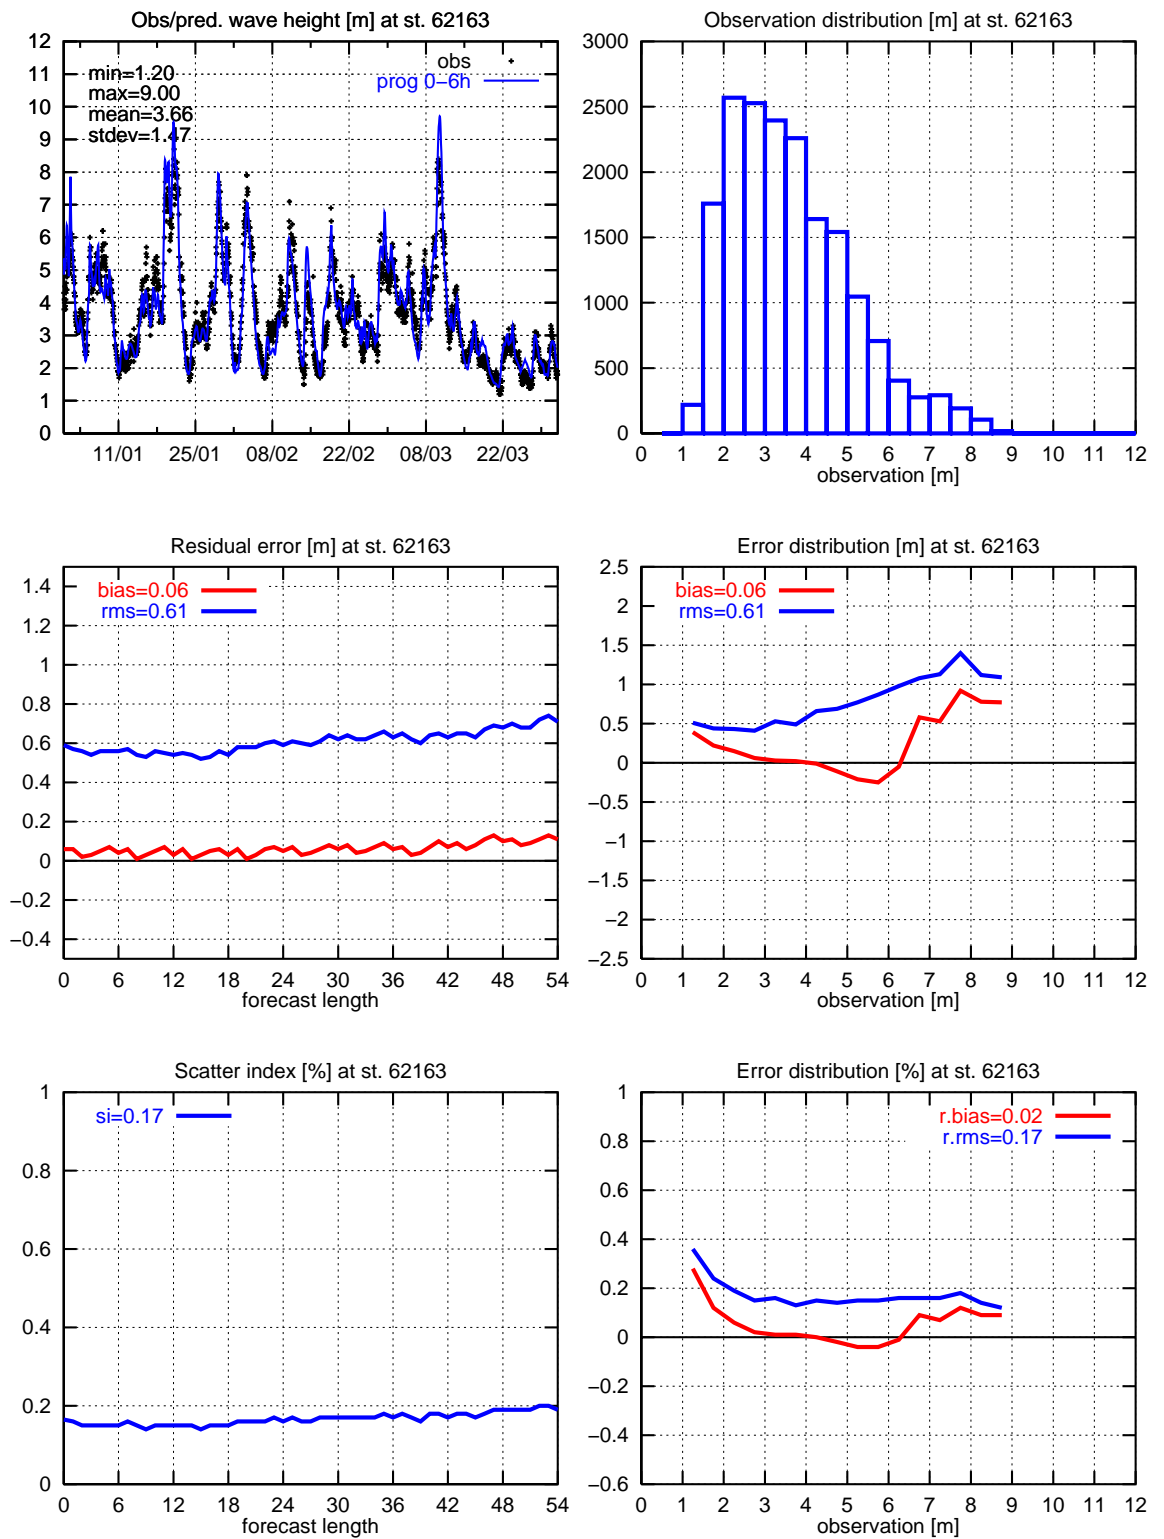 Obs/pred. wave height [m] at st. 62163
12
11
10
9
8
7
6
5
4
3
2
1
0
min=1.20
max=9.00
mean=3.66
stdev=1.47
obs
prog 0−6h
11/01 25/01 08/02 22/02 08/03 22/03
Observation distribution [m] at st. 62163
3000
2500
2000
1500
1000
500
0
0 1 2 3 4 5 6 7 8 9 10 11 12
observation [m]
Residual error [m] at st. 62163
1.4
1.2
1
0.8
0.6
0.4
0.2
0
−0.2
−0.4
bias=0.06
rms=0.61
0 6 12 18 24 30 36 42 48 54
forecast length
Error distribution [m] at st. 62163
2.5
2
1.5
1
0.5
0
−0.5
−1
−1.5
−2
−2.5
bias=0.06
rms=0.61
0 1 2 3 4 5 6 7 8 9 10 11 12
observation [m]
Scatter index [%] at st. 62163
1
0.8
0.6
0.4
0.2
0
si=0.17
0 6 12 18 24 30 36 42 48 54
forecast length
Error distribution [%] at st. 62163
1
0.8
0.6
0.4
0.2
0
−0.2
−0.4
−0.6
r.bias=0.02
r.rms=0.17
0 1 2 3 4 5 6 7 8 9 10 11 12
observation [m]